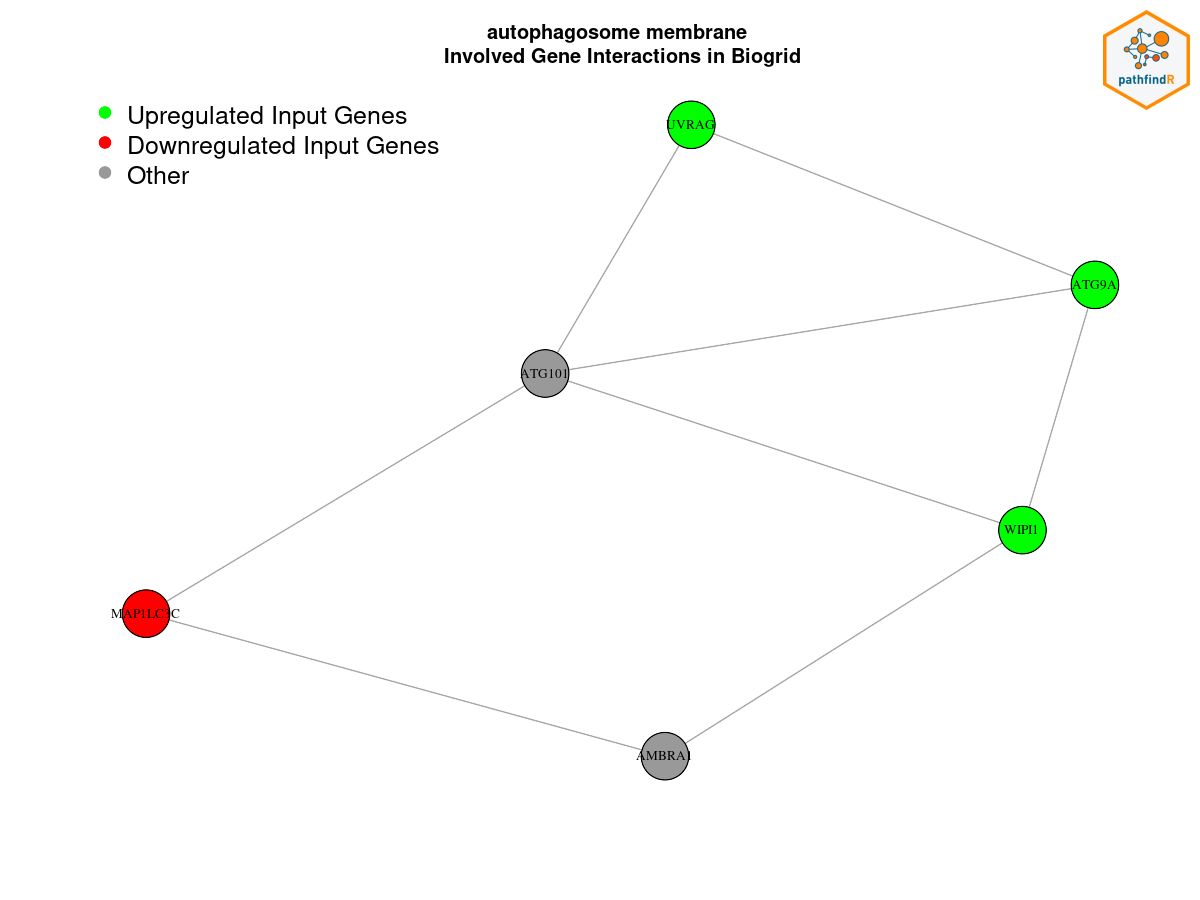 autophagosome membrane
Involved Gene Interactions in Biogrid
pathfindR
Upregulated Input Genes
Downregulated Input Genes
Other
UVRAG
ATG9A
ATG101
WIPI1
MAP1LC3C
AMBRA1